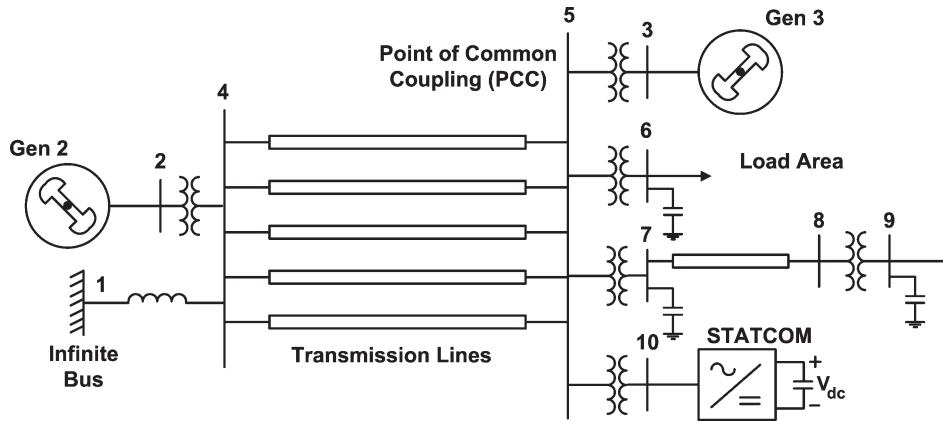 5
Gen 3
3
Point of Common
Coupling (PCC)
4
6
Gen 2
2
Load Area
7
8
9
1
Infinite
Bus
Transmission Lines
10
STATCOM
+
Vdc
−